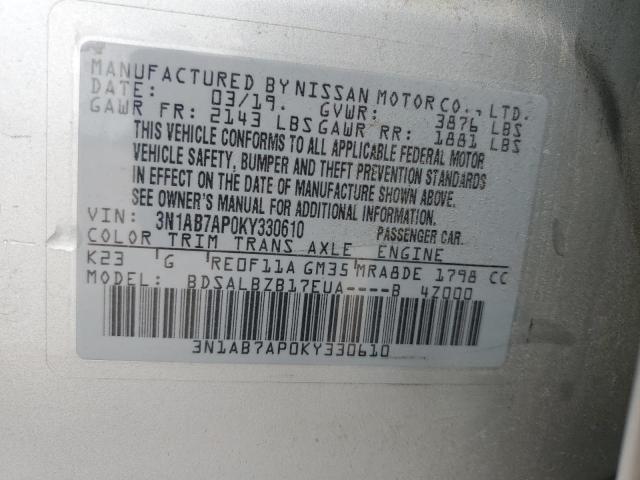 MANUFACTURED BY NISSAN MOTOR CO., LTD.
DATE: 03/19. GVWR: 3876 LBS
GAWR FR: 2143 LBS GAWR RR: 1881 LBS
THIS VEHICLE CONFORMS TO ALL APPLICABLE FEDERAL MOTOR
VEHICLE SAFETY, BUMPER AND THEFT PREVENTION STANDARDS
IN EFFECT ON THE DATE OF MANUFACTURE SHOWN ABOVE.
SEE OWNER'S MANUAL FOR ADDITIONAL INFORMATION.
VIN: 3N1AB7AP0KY330610 PASSENGER CAR.
COLOR TRIM TRANS AXLE ENGINE
K23 G RE0F11A GM35 MRA8DE 1798 CC
MODEL: BDSALBZB17EUA----B 4Z000
3N1AB7AP0KY330610